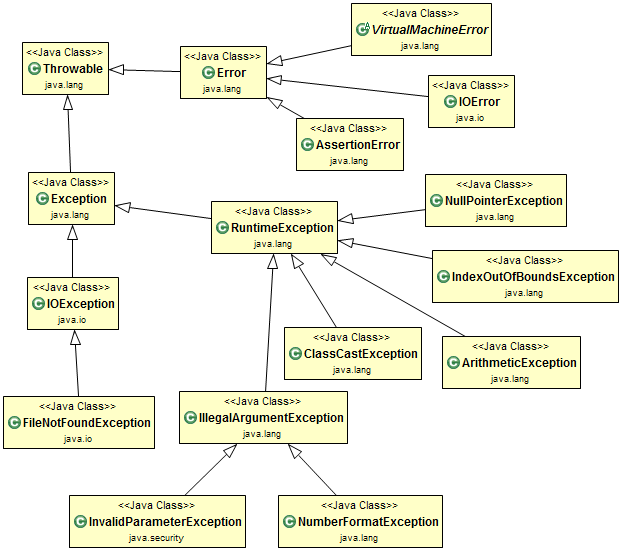 <<Java Class>>
VirtualMachineError
java.lang
<<Java Class>>
Throwable
java.lang
<<Java Class>>
Error
java.lang
<<Java Class>>
IOError
java.io
<<Java Class>>
AssertionError
java.lang
<<Java Class>>
Exception
java.lang
<<Java Class>>
NullPointerException
java.lang
<<Java Class>>
RuntimeException
java.lang
<<Java Class>>
IndexOutOfBoundsException
java.lang
<<Java Class>>
IOException
java.io
<<Java Class>>
ClassCastException
java.lang
<<Java Class>>
ArithmeticException
java.lang
<<Java Class>>
FileNotFoundException
java.io
<<Java Class>>
IllegalArgumentException
java.lang
<<Java Class>>
InvalidParameterException
java.security
<<Java Class>>
NumberFormatException
java.lang